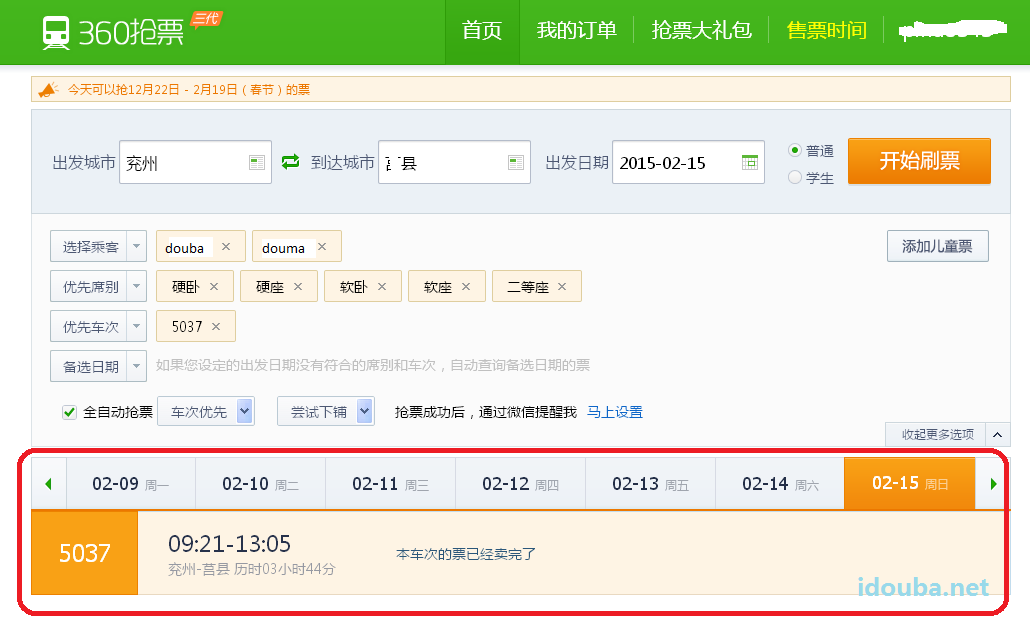 360抢票 三代 首页 我的订单 抢票大礼包 售票时间
今天可以抢12月22日 - 2月19日（春节）的票
出发城市 兖州 到达城市 县 出发日期 2015-02-15 普通 学生 开始刷票
选择乘客 douba × douma × 添加儿童票
优先席别 硬卧 × 硬座 × 软卧 × 软座 × 二等座 ×
优先车次 5037 ×
备选日期 如果您设定的出发日期没有符合的席别和车次，自动查询备选日期的票
全自动抢票 车次优先 尝试下铺 抢票成功后，通过微信提醒我 马上设置
收起更多选项
02-09 周一 02-10 周二 02-11 周三 02-12 周四 02-13 周五 02-14 周六 02-15 周日
5037 09:21-13:05 本车次的票已经卖完了
兖州-莒县 历时03小时44分
idouba.net